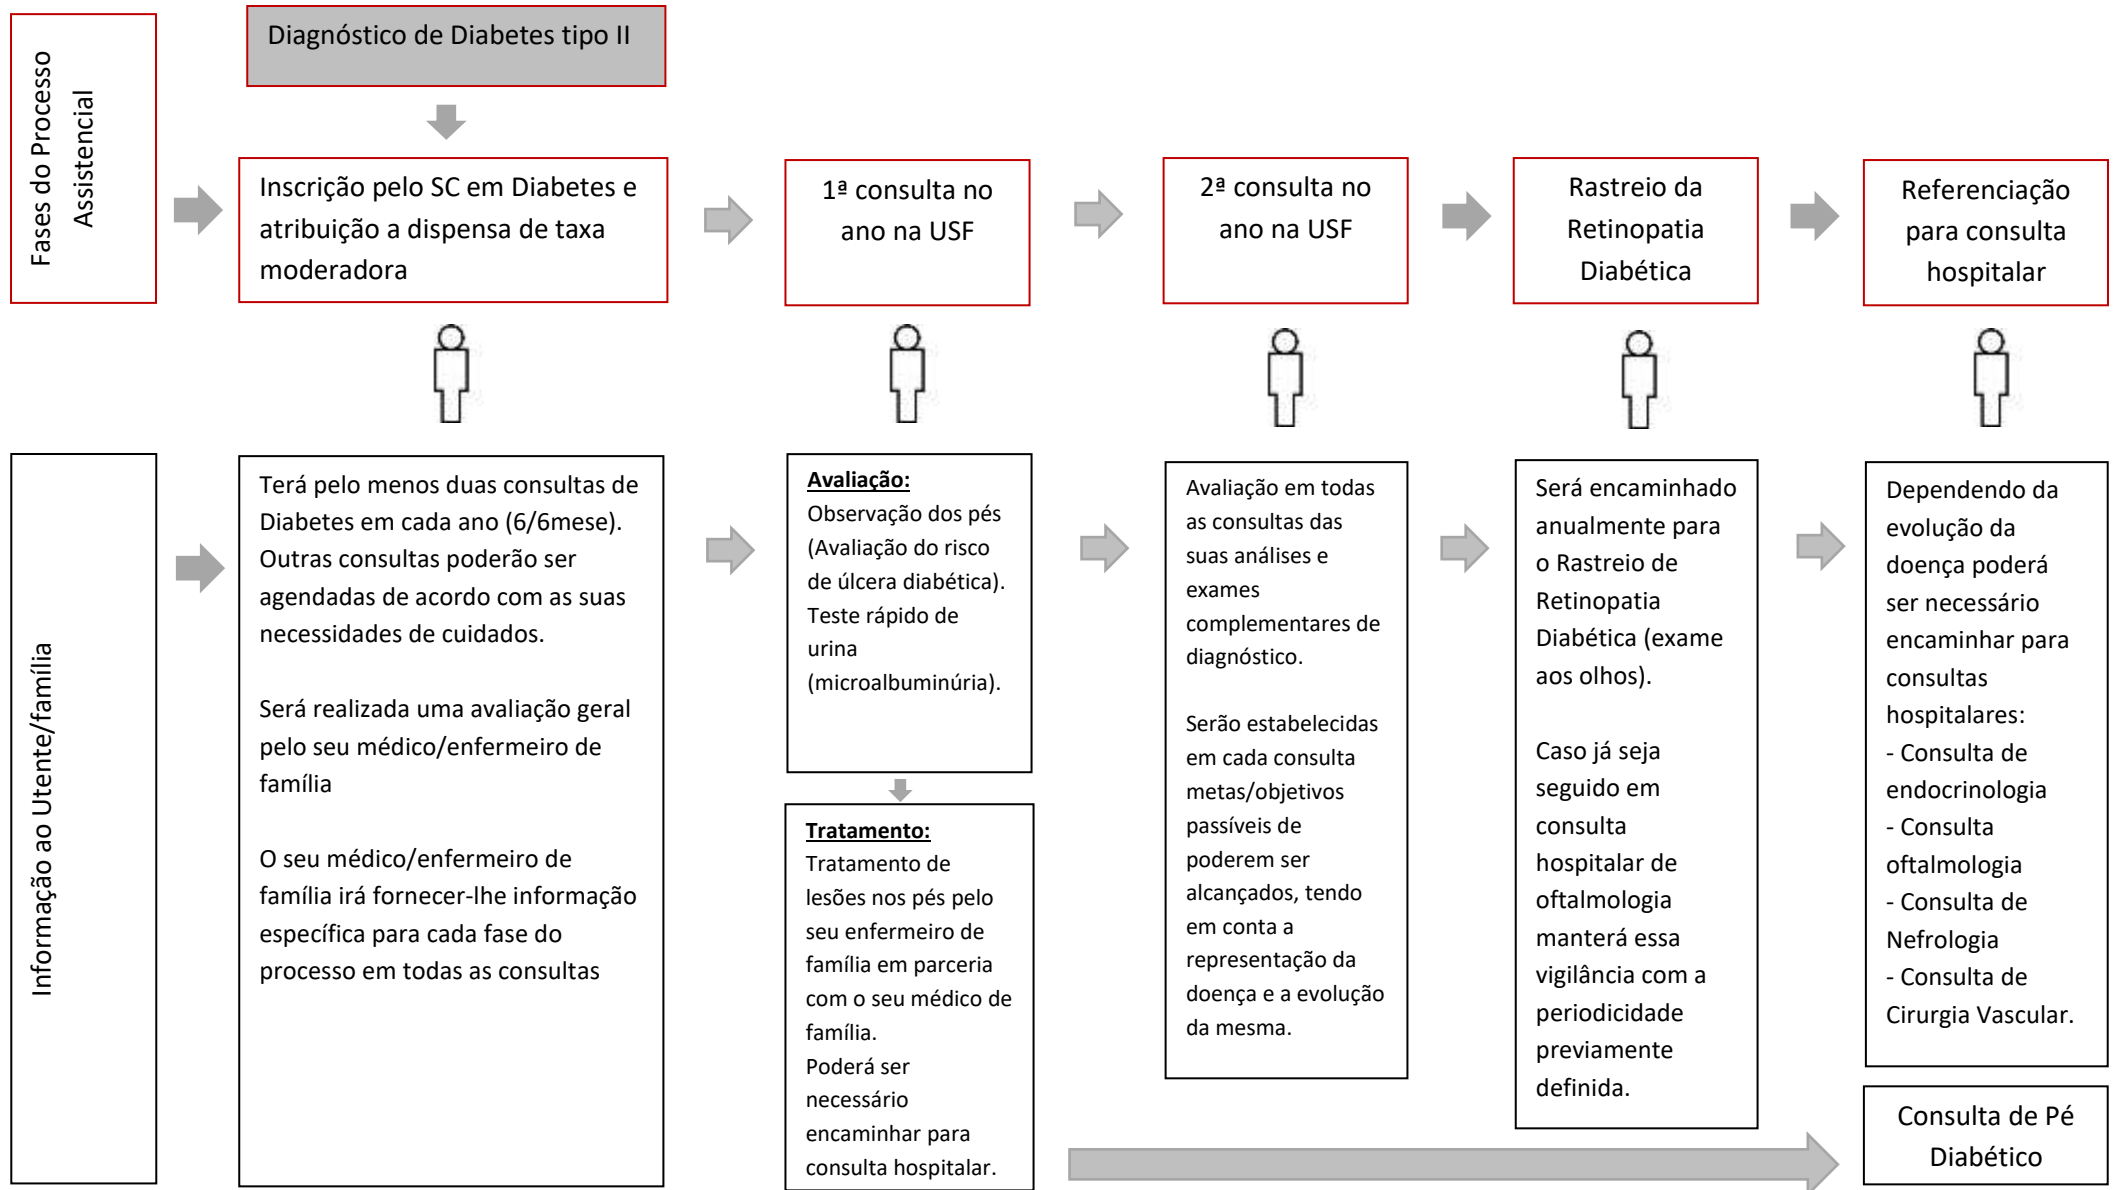 Fases do Processo
Assistencial
Diagnóstico de Diabetes tipo II
Inscrição pelo SC em Diabetes e
atribuição a dispensa de taxa
moderadora
1ª consulta no
ano na USF
2ª consulta no
ano na USF
Rastreio da
Retinopatia
Diabética
Referenciação
para consulta
hospitalar
Informação ao Utente/família
Terá pelo menos duas consultas de
Diabetes em cada ano (6/6mese).
Outras consultas poderão ser
agendadas de acordo com as suas
necessidades de cuidados.
Será realizada uma avaliação geral
pelo seu médico/enfermeiro de
família
O seu médico/enfermeiro de
família irá fornecer-lhe informação
específica para cada fase do
processo em todas as consultas
Avaliação:
Observação dos pés
(Avaliação do risco
de úlcera diabética).
Teste rápido de
urina
(microalbuminúria).
Tratamento:
Tratamento de
lesões nos pés pelo
seu enfermeiro de
família em parceria
com o seu médico de
família.
Poderá ser
necessário
encaminhar para
consulta hospitalar.
Avaliação em todas
as consultas das
suas análises e
exames
complementares de
diagnóstico.
Serão estabelecidas
em cada consulta
metas/objetivos
passíveis de
poderem ser
alcançados, tendo
em conta a
representação da
doença e a evolução
da mesma.
Será encaminhado
anualmente para
o Rastreio de
Retinopatia
Diabética (exame
aos olhos).
Caso já seja
seguido em
consulta
hospitalar de
oftalmologia
manterá essa
vigilância com a
periodicidade
previamente
definida.
Dependendo da
evolução da
doença poderá
ser necessário
encaminhar para
consultas
hospitalares:
- Consulta de
endocrinologia
- Consulta
oftalmologia
- Consulta de
Nefrologia
- Consulta de
Cirurgia Vascular.
Consulta de Pé
Diabético